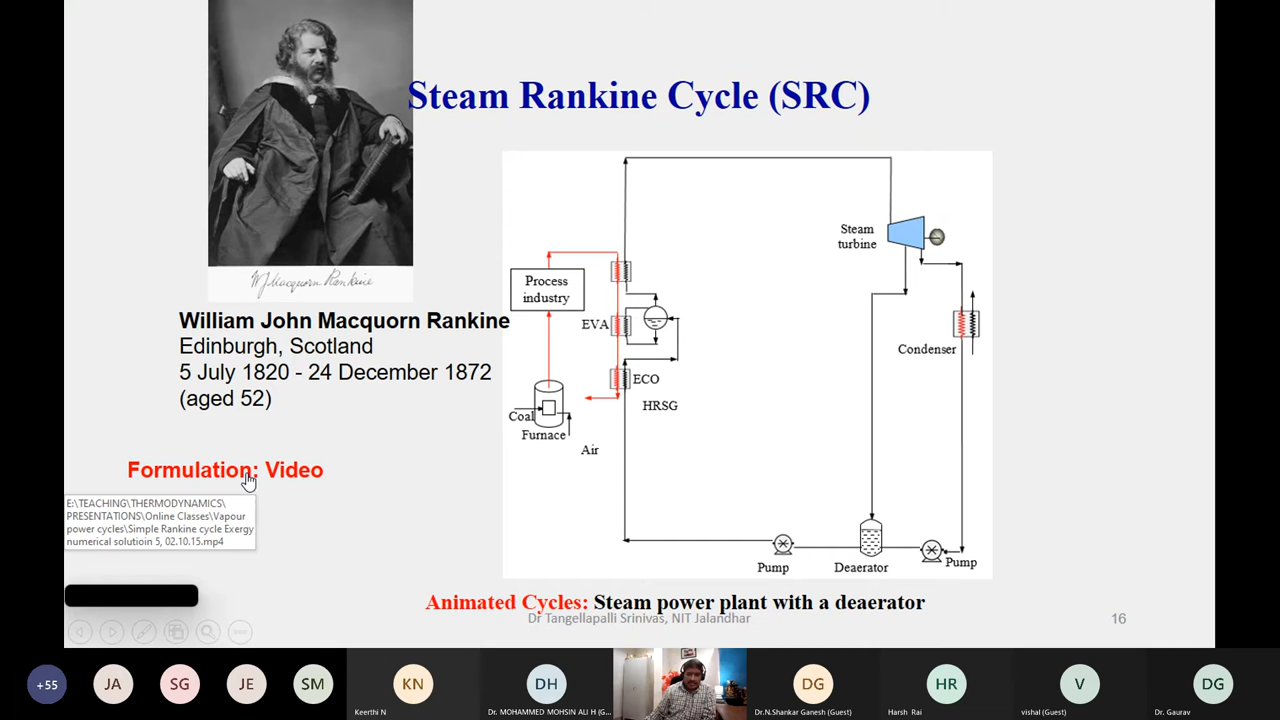 Steam Rankine Cycle (SRC)
WJ Macquorn Rankine
William John Macquorn Rankine
Edinburgh, Scotland
5 July 1820 - 24 December 1872
(aged 52)
Formulation: Video
E:\TEACHING\THERMODYNAMICS\
PRESENTATIONS\Online Classes\Vapour
power cycles\Simple Rankine cycle Exergy
numerical solutioin 5, 02.10.15.mp4
Steam
turbine
Process
industry
EVA
Condenser
ECO
HRSG
Coal
Furnace
Air
Pump
Deaerator
Pump
Animated Cycles: Steam power plant with a deaerator
Dr Tangellapalli Srinivas, NIT Jalandhar
16
+55
JA
SG
JE
SM
KN
Keerthi N
DH
Dr. MOHAMMED MOHSIN ALI H (G...
DG
Dr.N.Shankar Ganesh (Guest)
HR
Harsh Rai
V
vishal (Guest)
DG
Dr. Gaurav